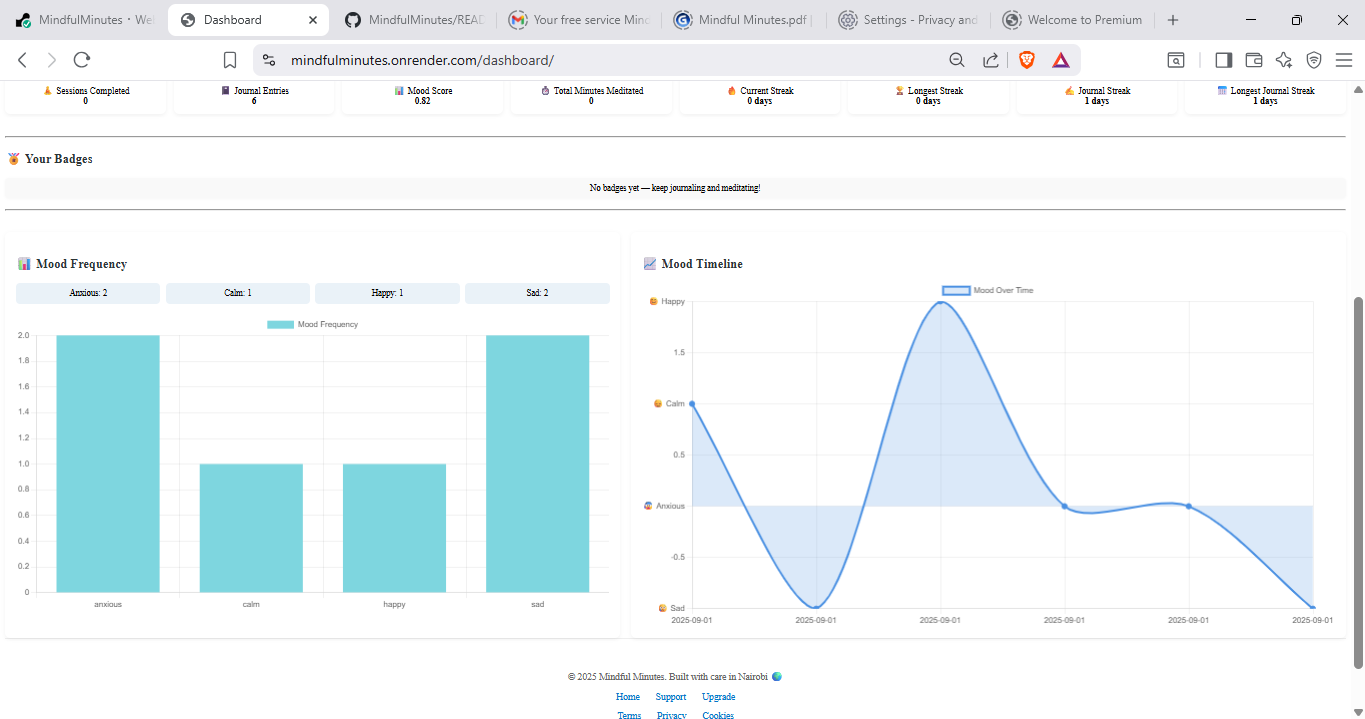 MindfulMinutes · We
Dashboard
MindfulMinutes/READ
Your free service Minc
Mindful Minutes.pdf
Settings - Privacy and
Welcome to Premium
mindfulminutes.onrender.com/dashboard/
Sessions Completed
0
Journal Entries
6
Mood Score
0.82
Total Minutes Meditated
0
Current Streak
0 days
Longest Streak
0 days
Journal Streak
1 days
Longest Journal Streak
1 days
Your Badges
No badges yet — keep journaling and meditating!
Mood Frequency
Anxious: 2
Calm: 1
Happy: 1
Sad: 2
Mood Frequency
2.0
1.8
1.6
1.4
1.2
1.0
0.8
0.6
0.4
0.2
0
anxious
calm
happy
sad
Mood Timeline
Mood Over Time
Happy
1.5
Calm
0.5
Anxious
-0.5
Sad
2025-09-01
2025-09-01
2025-09-01
2025-09-01
2025-09-01
2025-09-01
© 2025 Mindful Minutes. Built with care in Nairobi
Home Support Upgrade
Terms Privacy Cookies